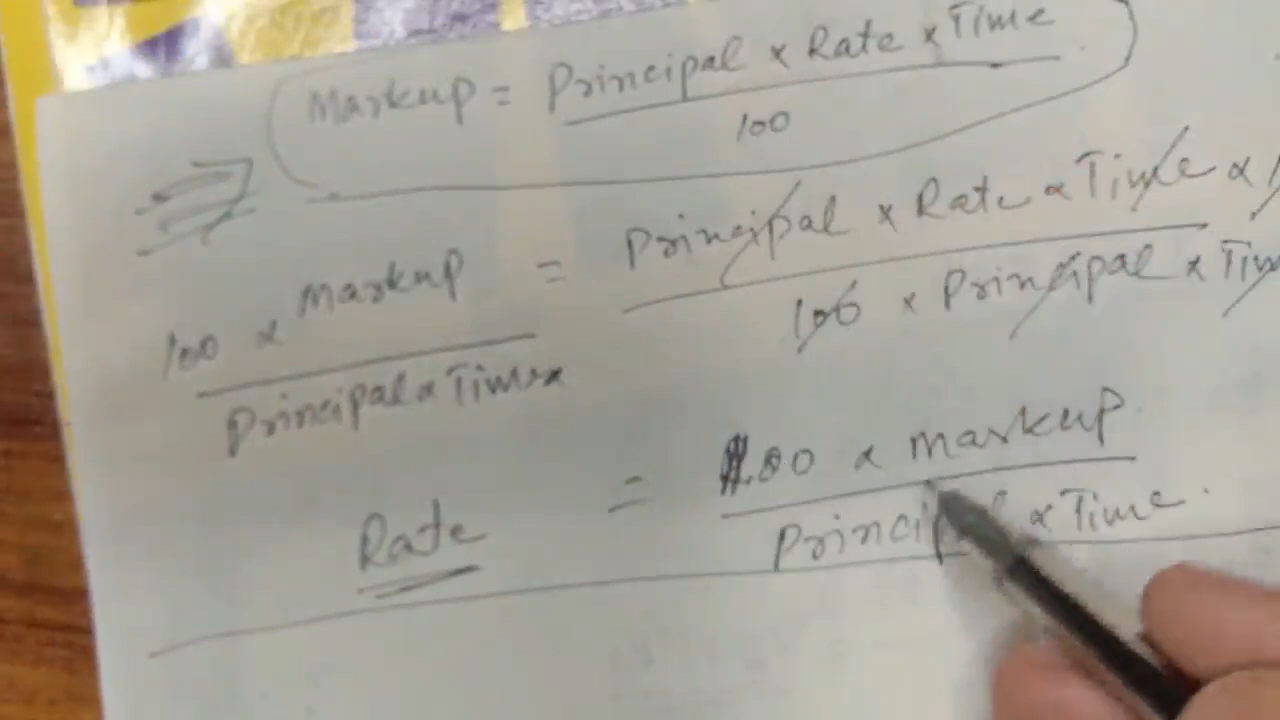 Markup = Principal × Rate × Time
100
Principal × Rate × Time ×
100 × Markup =
100 × Principal × Time
Principal × Time ×
Rate = 100 × Markup
Principal × Time